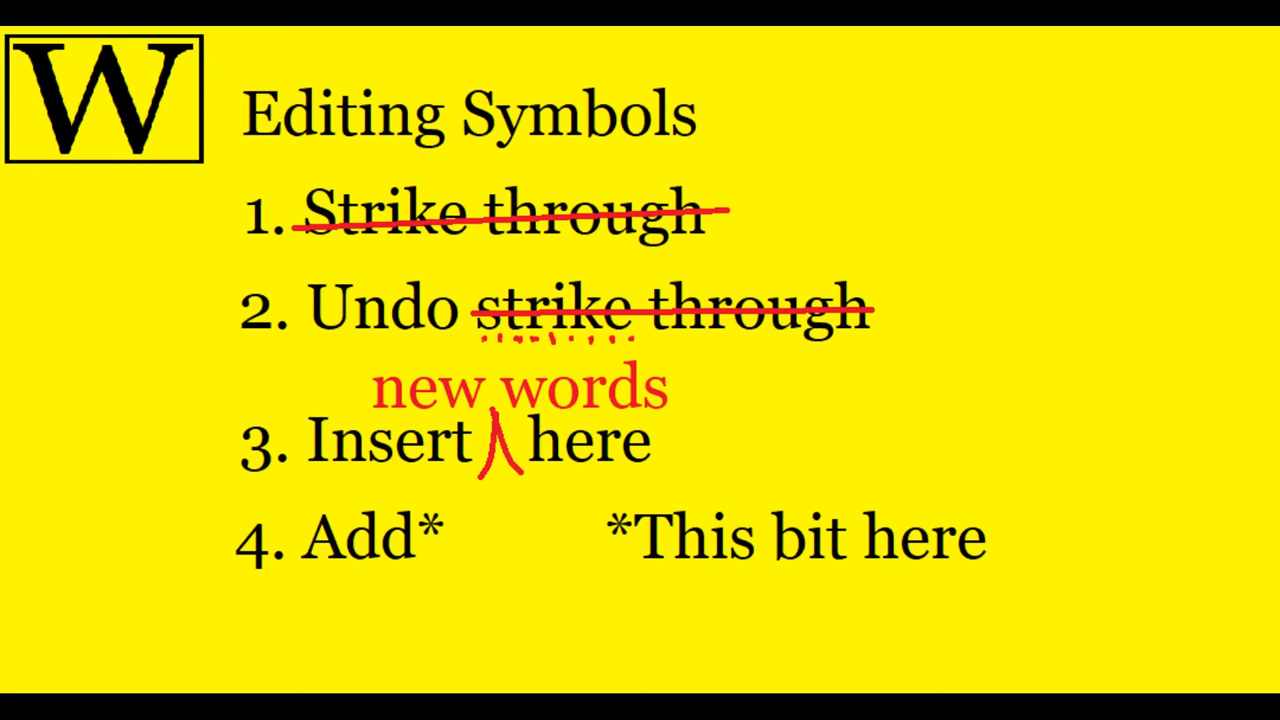 W
Editing Symbols
1. Strike through
2. Undo strike through
new words
3. Insert here
4. Add* *This bit here